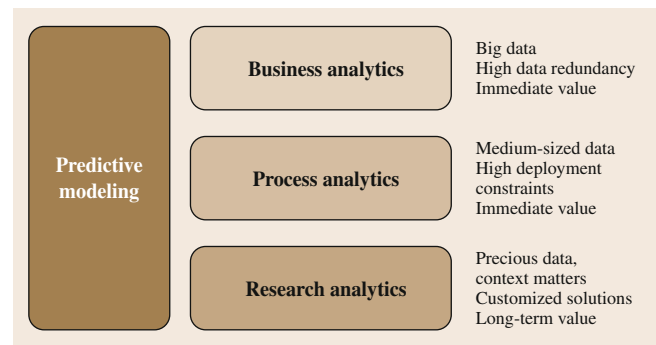 Predictive
modeling
Business analytics
Big data
High data redundancy
Immediate value
Process analytics
Medium-sized data
High deployment
constraints
Immediate value
Research analytics
Precious data,
context matters
Customized solutions
Long-term value